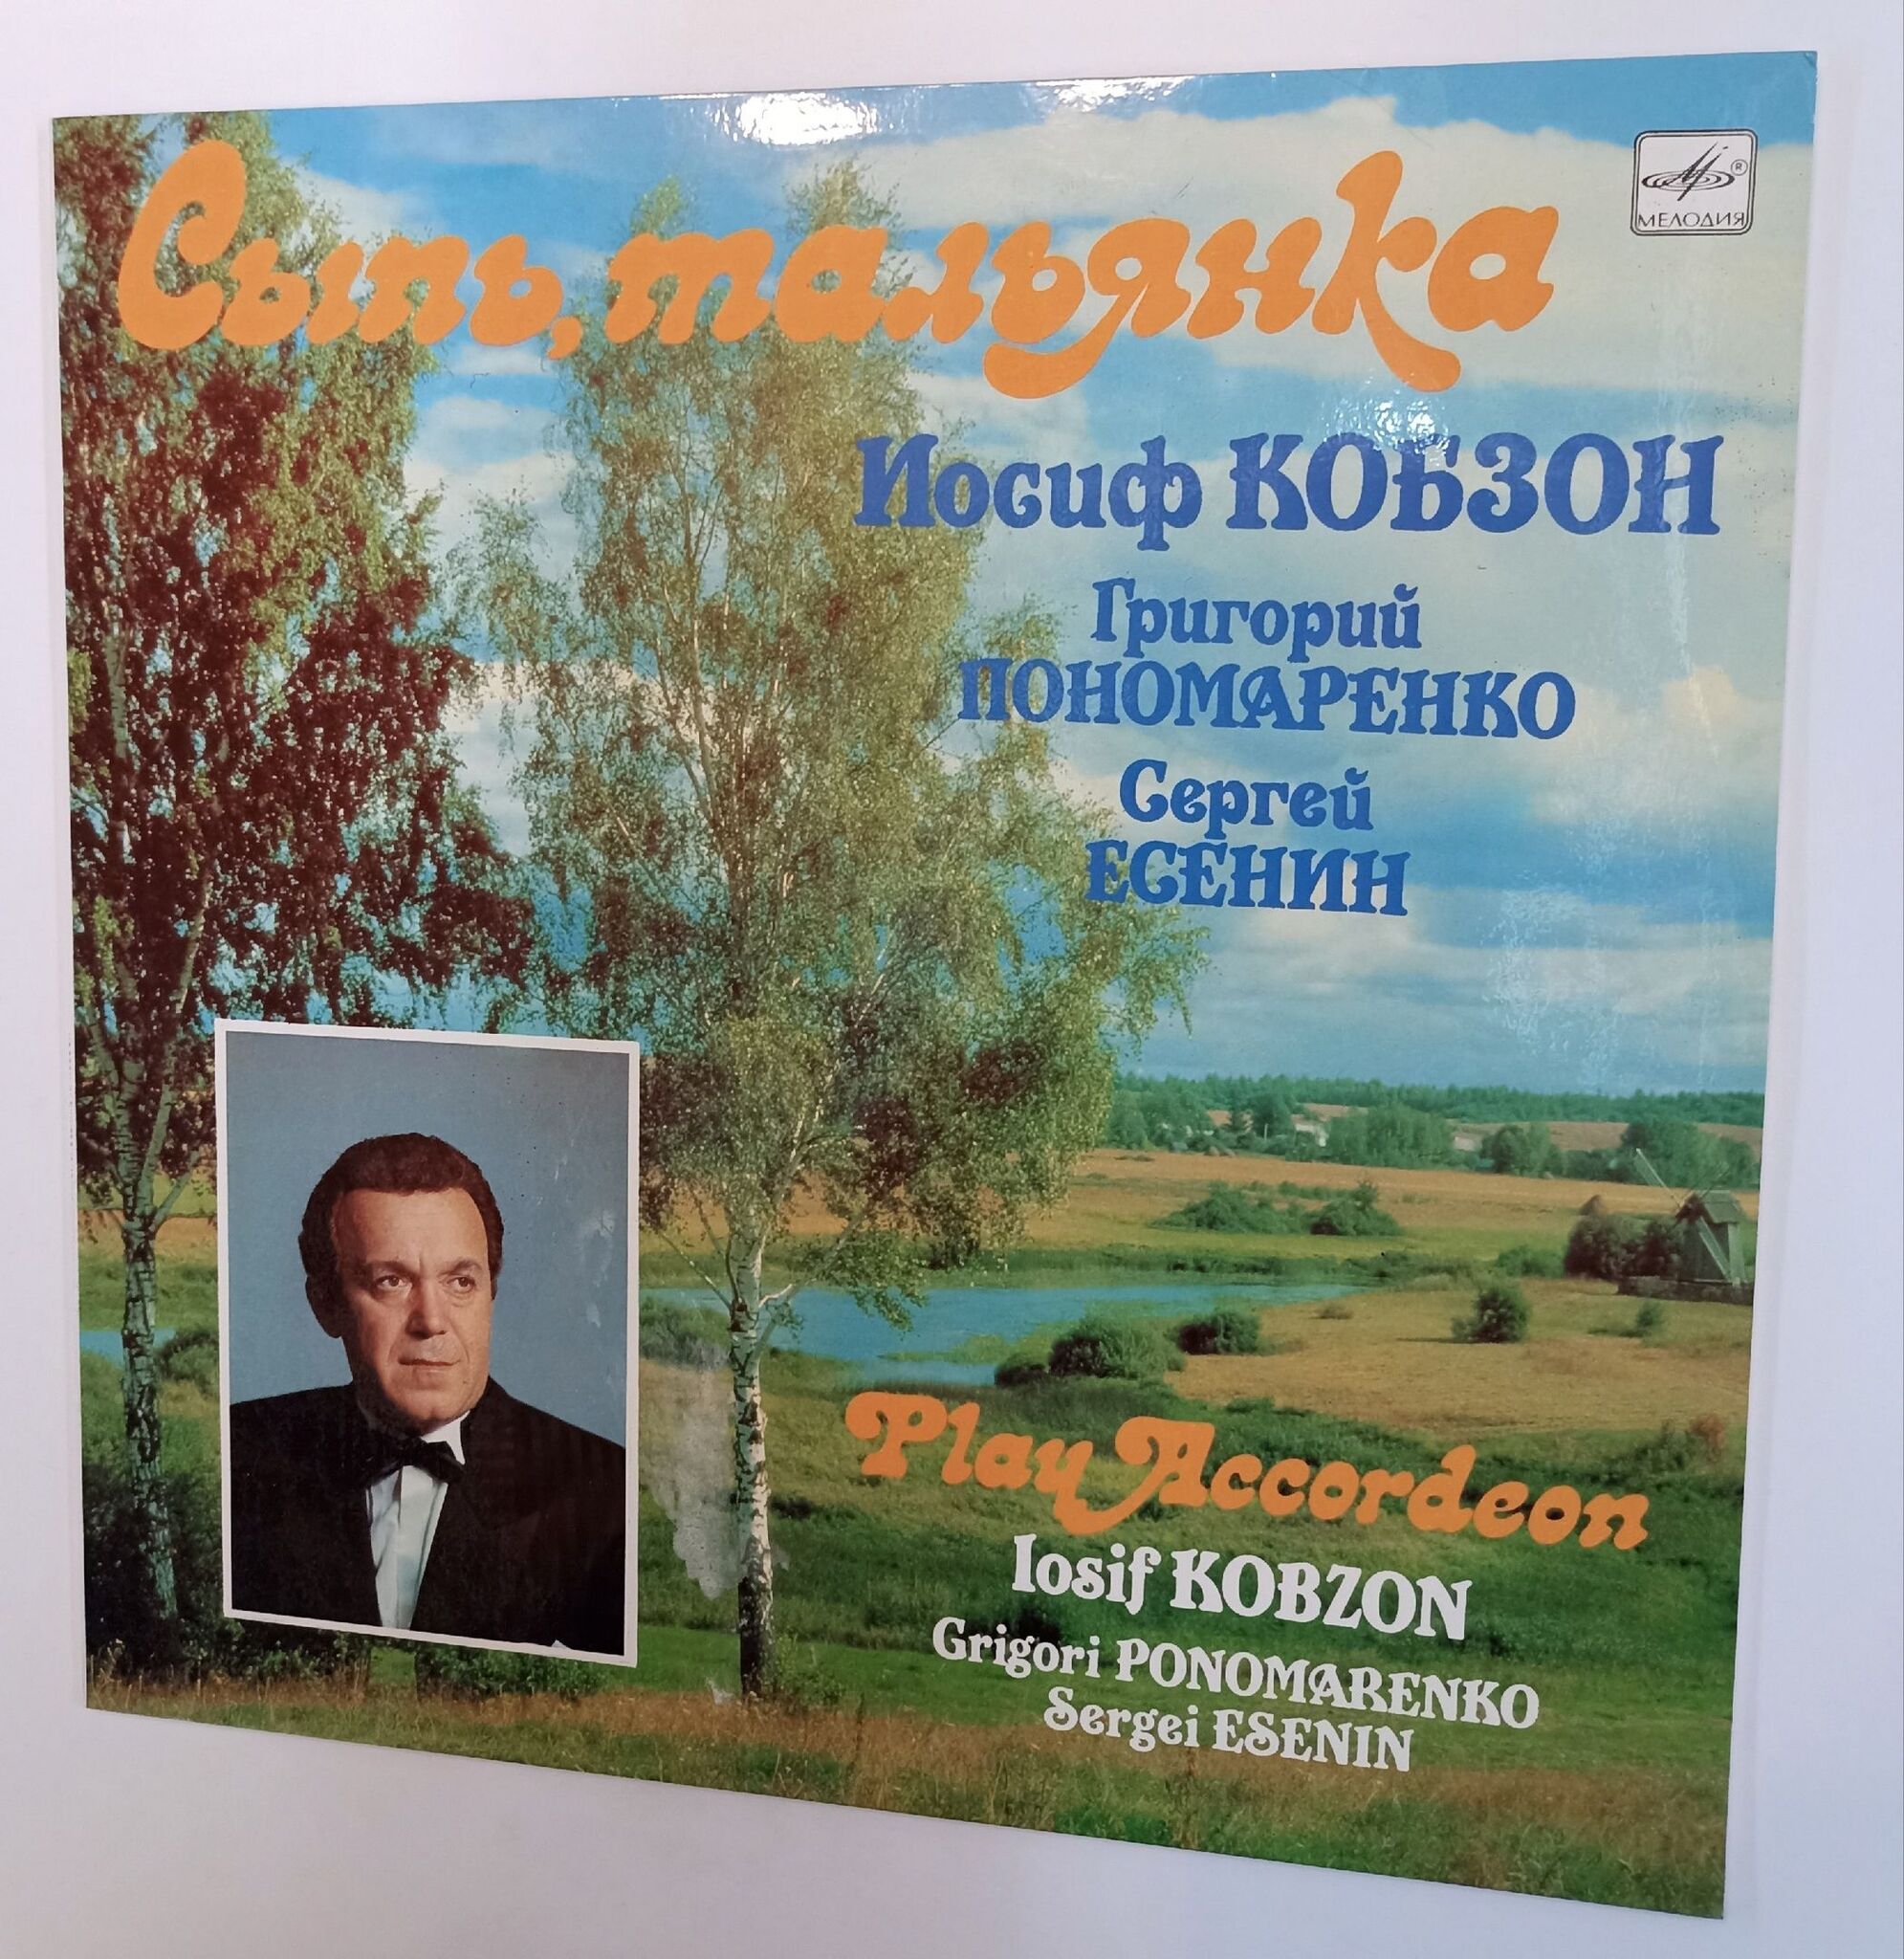 Сыпь, тальянка
МЕЛОДИЯ
Иосиф КОБЗОН
Григорий
ПОНОМАРЕНКО
Сергей
ЕСЕНИН
Play Accordeon
Iosif KOBZON
Grigori PONOMARENKO
Sergei ESENIN